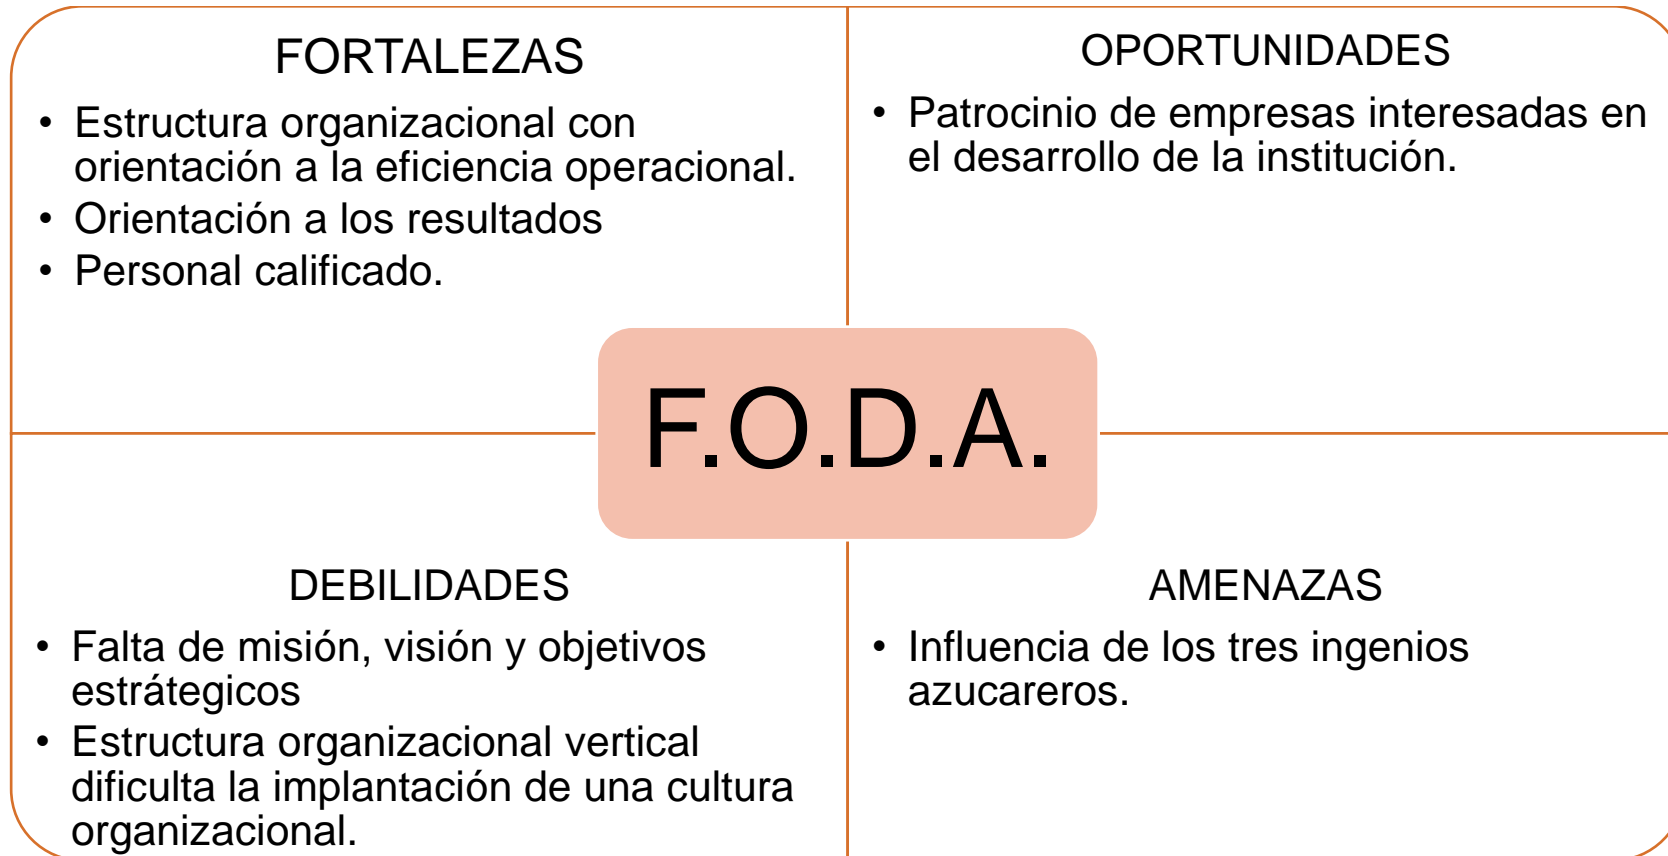 FORTALEZAS
• Estructura organizacional con
orientación a la eficiencia operacional.
• Orientación a los resultados
• Personal calificado.
OPORTUNIDADES
• Patrocinio de empresas interesadas en
el desarrollo de la institución.
F.O.D.A.
DEBILIDADES
• Falta de misión, visión y objetivos
estrátegicos
• Estructura organizacional vertical
dificulta la implantación de una cultura
organizacional.
AMENAZAS
• Influencia de los tres ingenios
azucareros.